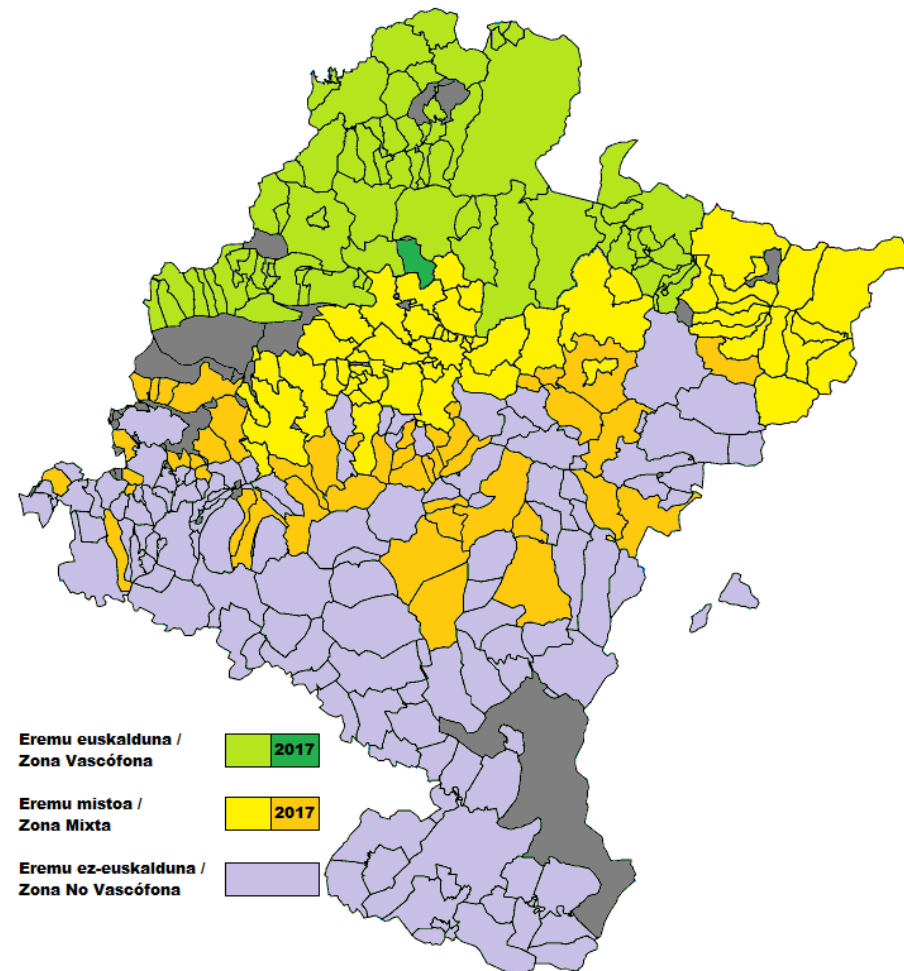 Eremu euskalduna /
Zona Vascófona
2017
Eremu mistoa /
Zona Mixta
2017
Eremu ez-euskalduna /
Zona No Vascófona